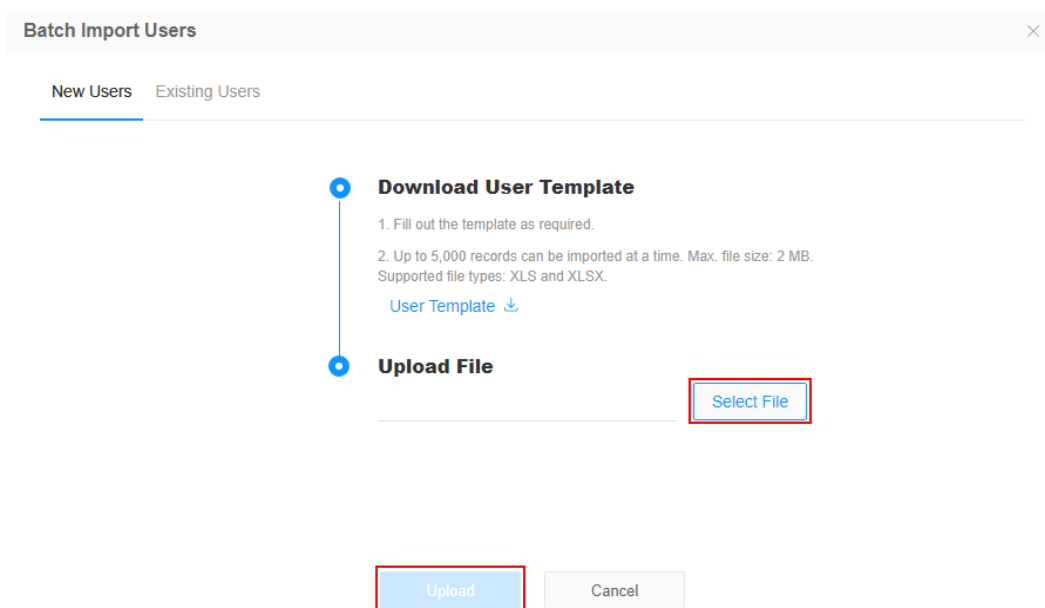 Batch Import Users
New Users Existing Users
Download User Template
1. Fill out the template as required.
2. Up to 5,000 records can be imported at a time. Max. file size: 2 MB.
Supported file types: XLS and XLSX.
User Template
Upload File
Select File
Upload Cancel